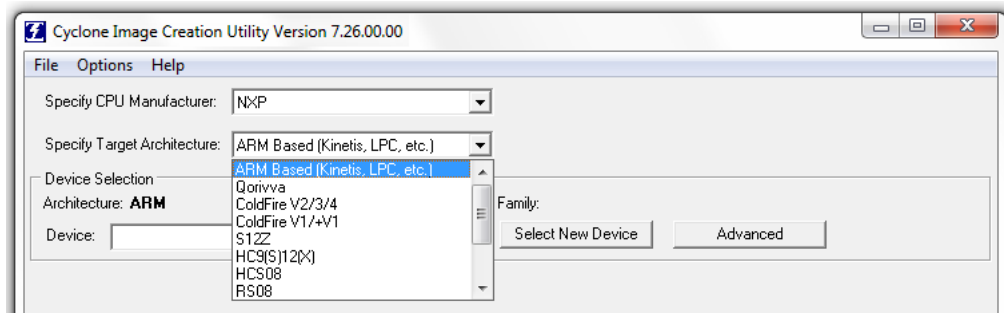 Cyclone Image Creation Utility Version 7.26.00.00
File Options Help
Specify CPU Manufacturer: NXP
Specify Target Architecture: ARM Based (Kinetis, LPC, etc.)
ARM Based (Kinetis, LPC, etc.)
Device Selection
Qorivva
Architecture: ARM
ColdFire V2/3/4
Family:
ColdFire V1/+V1
Device:
S12Z
Select New Device
Advanced
HC9(S)12(X)
HCS08
RS08